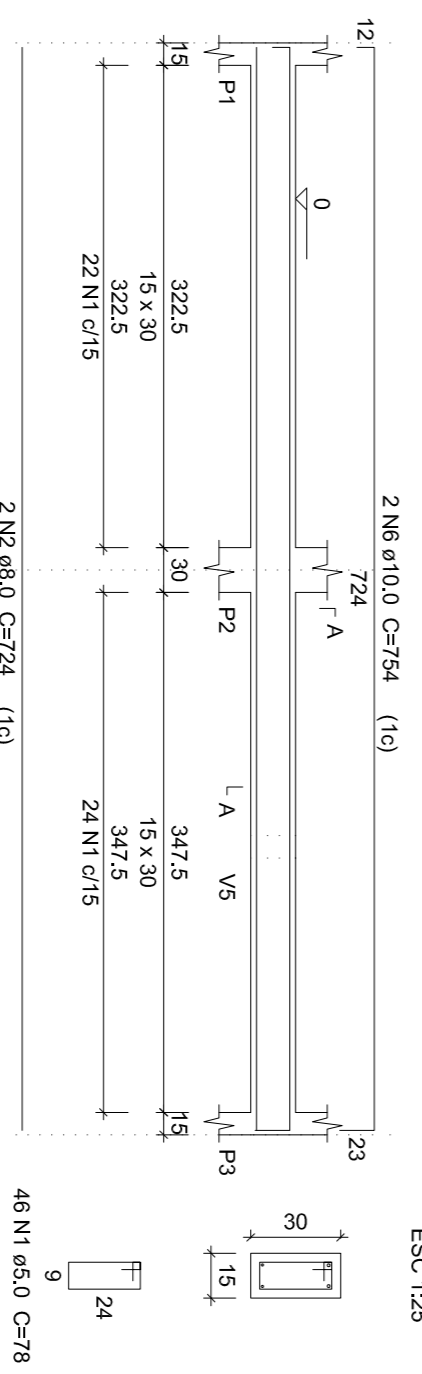 2 N6 ø10.0 C=754 (1c)
12
724
23
A
0
A
P1
P2
V5
P3
15
322.5
30
347.5
15
15 x 30
15 x 30
322.5
347.5
22 N1 c/15
24 N1 c/15
2 N2 ø8.0 C=724 (1c)
ESC 1:25
30
15
24
9
46 N1 ø5.0 C=78